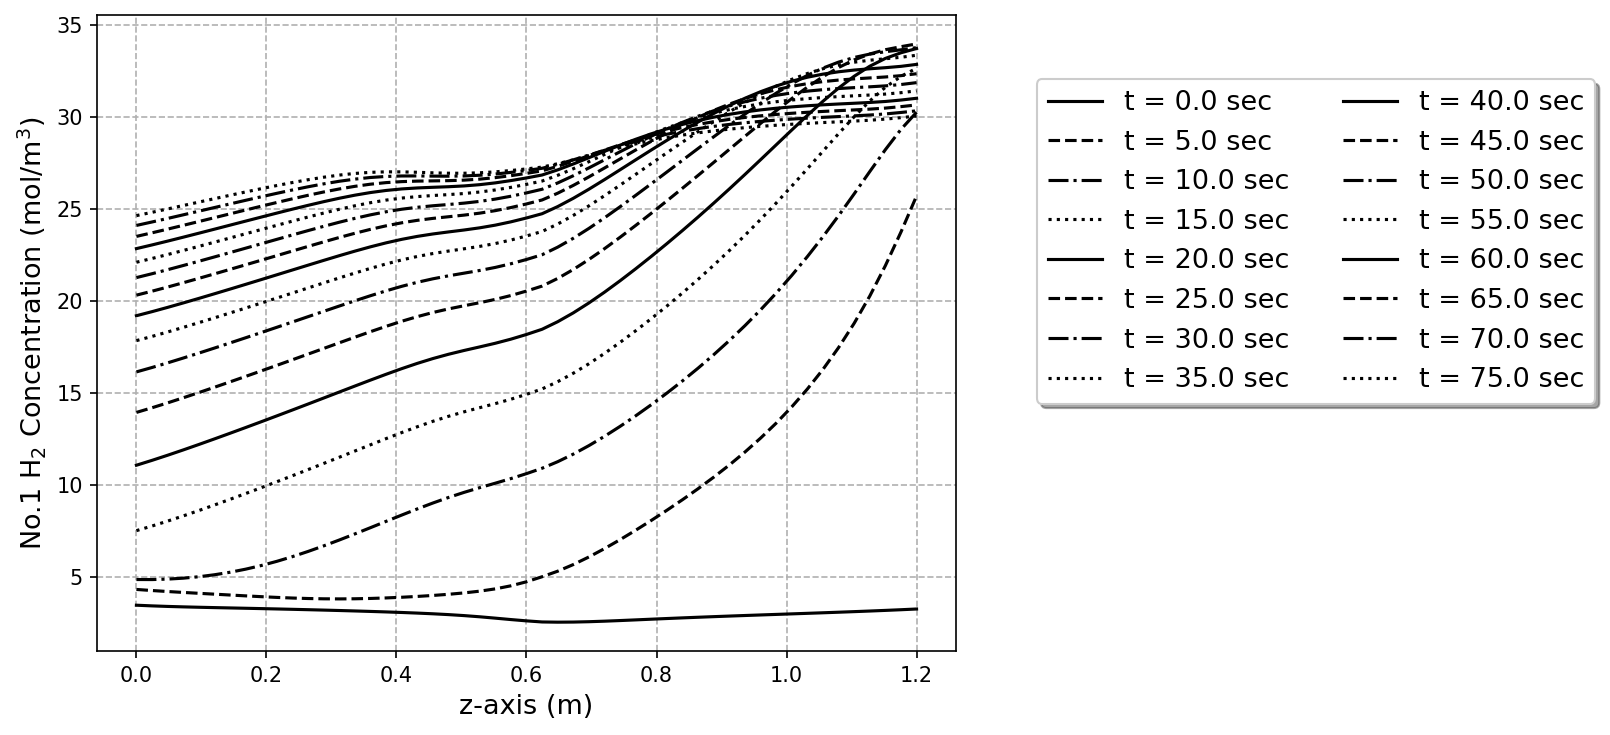 35
30
25
20
15
10
5
No.1 H₂ Concentration (mol/m³)
0.0 0.2 0.4 0.6 0.8 1.0 1.2
z-axis (m)
t = 0.0 sec
t = 5.0 sec
t = 10.0 sec
t = 15.0 sec
t = 20.0 sec
t = 25.0 sec
t = 30.0 sec
t = 35.0 sec
t = 40.0 sec
t = 45.0 sec
t = 50.0 sec
t = 55.0 sec
t = 60.0 sec
t = 65.0 sec
t = 70.0 sec
t = 75.0 sec